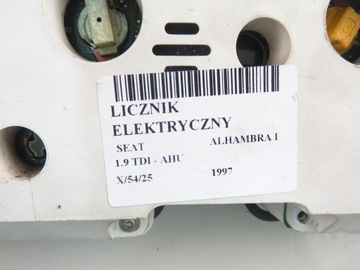 LICZNIK
ELEKTRYCZNY
SEAT ALHAMBRA I
1.9 TDI - AHU
X/54/25 1997